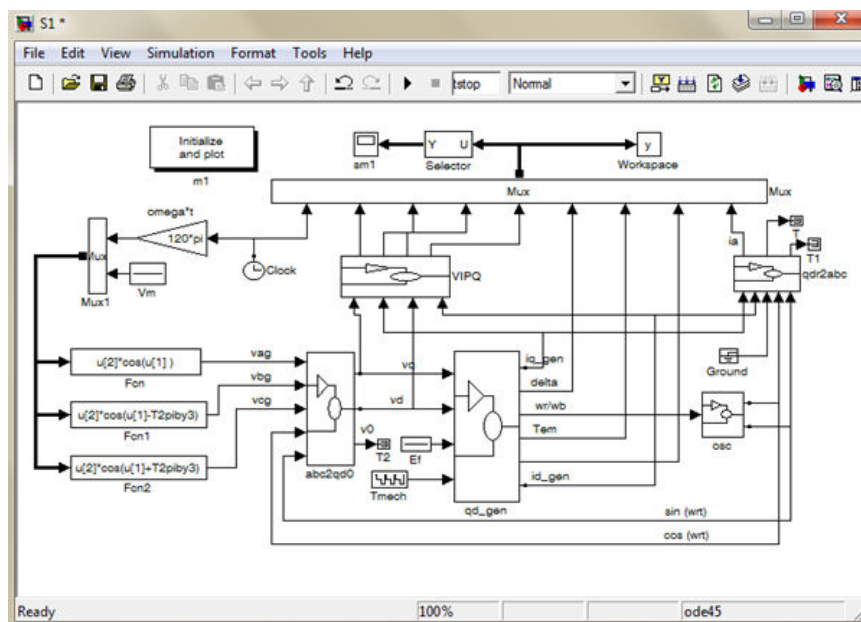 S1 *
File Edit View Simulation Format Tools Help
tstop Normal
Initialize
and plot
m1
sm1
Y U
Selector
y
Workspace
Mux
Mux
omega*t
120*pi
Clock
Mux
Mux1
Vm
VIPQ
ia
T
T1
qdr2abc
u[2]*cos(u[1] )
Fcn
vag
u[2]*cos(u[1]-T2piby3)
Fcn1
vbg
u[2]*cos(u[1]+T2piby3)
Fcn2
vcg
abc2qd0
vq
vd
v0
T2
Ef
Tmech
qd_gen
iq_gen
delta
wr/wb
Tem
id_gen
Ground
osc
sin (wrt)
cos (wrt)
Ready 100% ode45